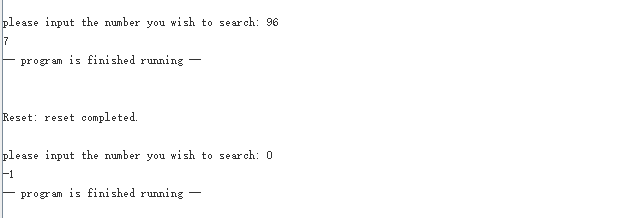 please input the number you wish to search: 96
7
-- program is finished running --
Reset: reset completed.
please input the number you wish to search: 0
-1
-- program is finished running --